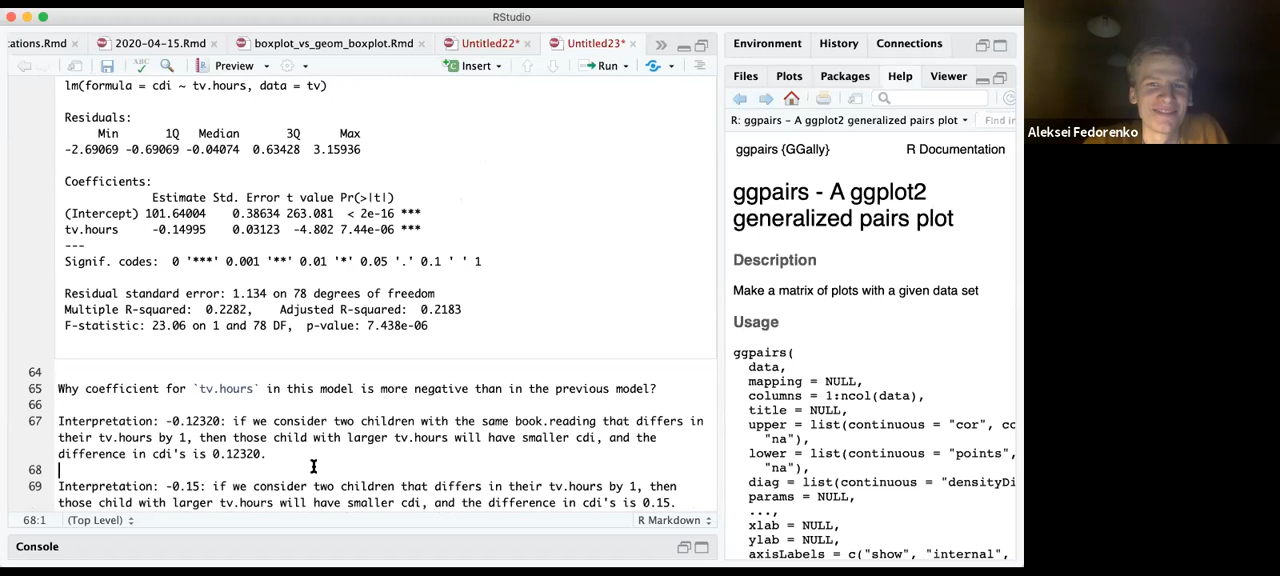 RStudio
tations.Rmd
2020-04-15.Rmd
boxplot_vs_geom_boxplot.Rmd
Untitled22*
Untitled23*
Preview
Insert
Run
lm(formula = cdi ~ tv.hours, data = tv)
Residuals:
Min 1Q Median 3Q Max
-2.69069 -0.69069 -0.04074 0.63428 3.15936
Coefficients:
Estimate Std. Error t value Pr(>|t|)
(Intercept) 101.64004 0.38634 263.081 < 2e-16 ***
tv.hours -0.14995 0.03123 -4.802 7.44e-06 ***
---
Signif. codes: 0 '***' 0.001 '**' 0.01 '*' 0.05 '.' 0.1 ' ' 1
Residual standard error: 1.134 on 78 degrees of freedom
Multiple R-squared: 0.2282, Adjusted R-squared: 0.2183
F-statistic: 23.06 on 1 and 78 DF, p-value: 7.438e-06
64
65 Why coefficient for `tv.hours` in this model is more negative than in the previous model?
66
67 Interpretation: -0.12320: if we consider two children with the same book.reading that differs in
their tv.hours by 1, then those child with larger tv.hours will have smaller cdi, and the
difference in cdi's is 0.12320.
68
69 Interpretation: -0.15: if we consider two children that differs in their tv.hours by 1, then
those child with larger tv.hours will have smaller cdi, and the difference in cdi's is 0.15.
68:1 (Top Level) R Markdown
Console
Environment History Connections
Files Plots Packages Help Viewer
R: ggpairs - A ggplot2 generalized pairs plot Find in
ggpairs {GGally} R Documentation
ggpairs - A ggplot2
generalized pairs plot
Description
Make a matrix of plots with a given data set
Usage
ggpairs(
data,
mapping = NULL,
columns = 1:ncol(data),
title = NULL,
upper = list(continuous = "cor", co
"na"),
lower = list(continuous = "points",
"na"),
diag = list(continuous = "densityDi
params = NULL,
...,
xlab = NULL,
ylab = NULL,
axisLabels = c("show", "internal",
Aleksei Fedorenko